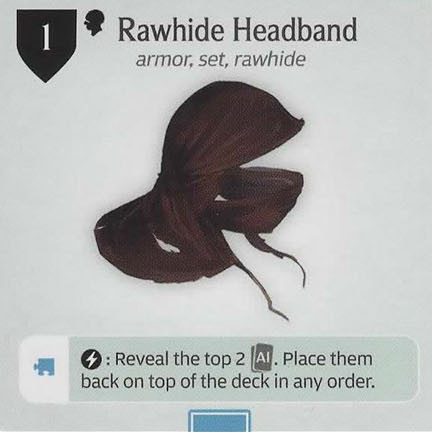 1
Rawhide Headband
armor, set, rawhide
: Reveal the top 2 AI. Place them
back on top of the deck in any order.